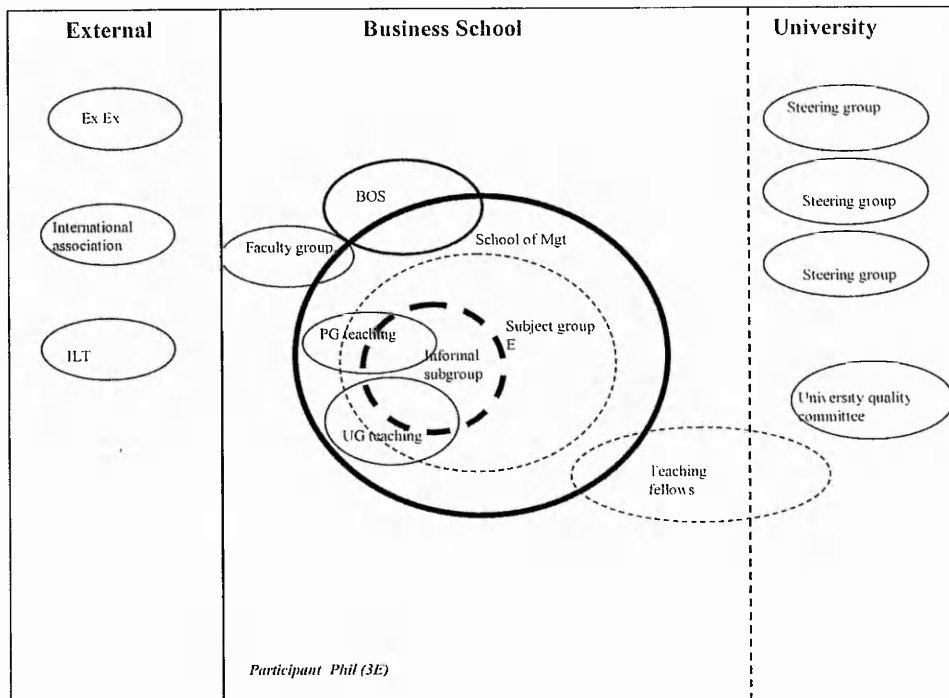 External
Business School
University
Ex Ex
Steering group
BOS
Steering group
International
association
Faculty group
School of Mgt
Steering group
PG teaching
Subject group
E
ILT
Informal
subgroup
University quality
committee
UG teaching
Teaching
fellows
Participant Phil (3E)